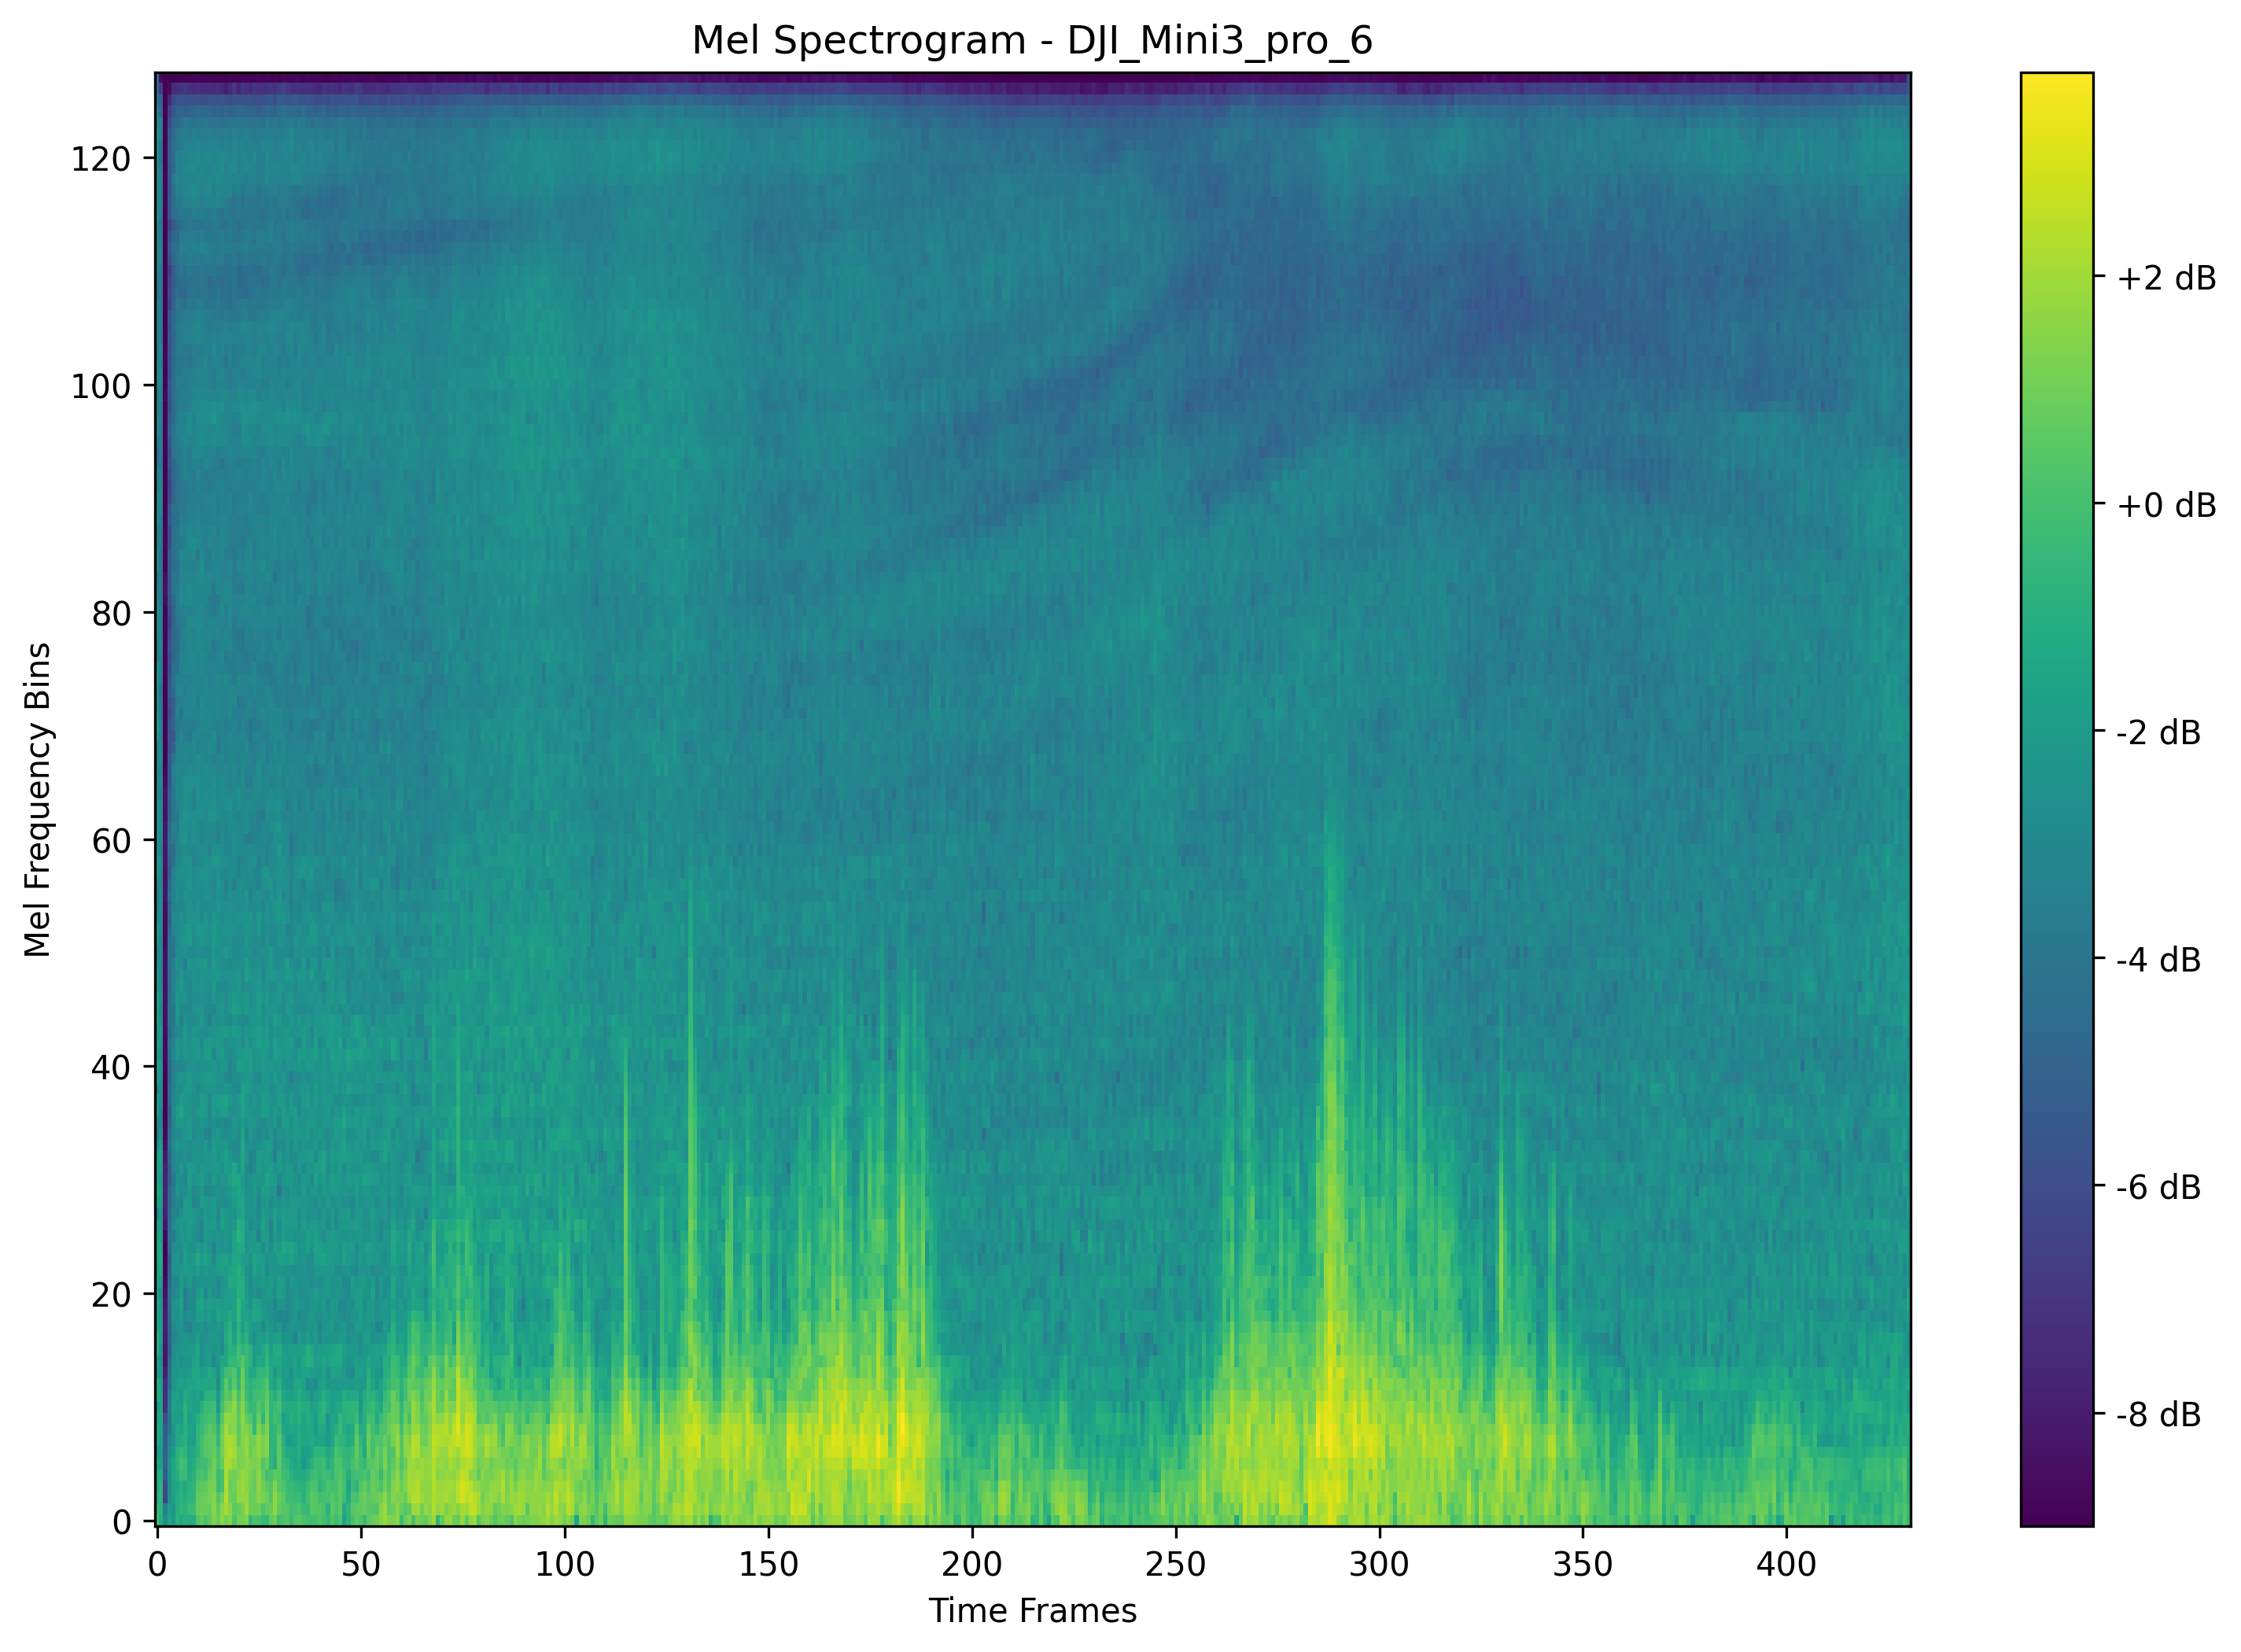 Mel Spectrogram - DJI_Mini3_pro_6
120
100
80
60
40
20
0
Mel Frequency Bins
0 50 100 150 200 250 300 350 400
Time Frames
+2 dB
+0 dB
-2 dB
-4 dB
-6 dB
-8 dB